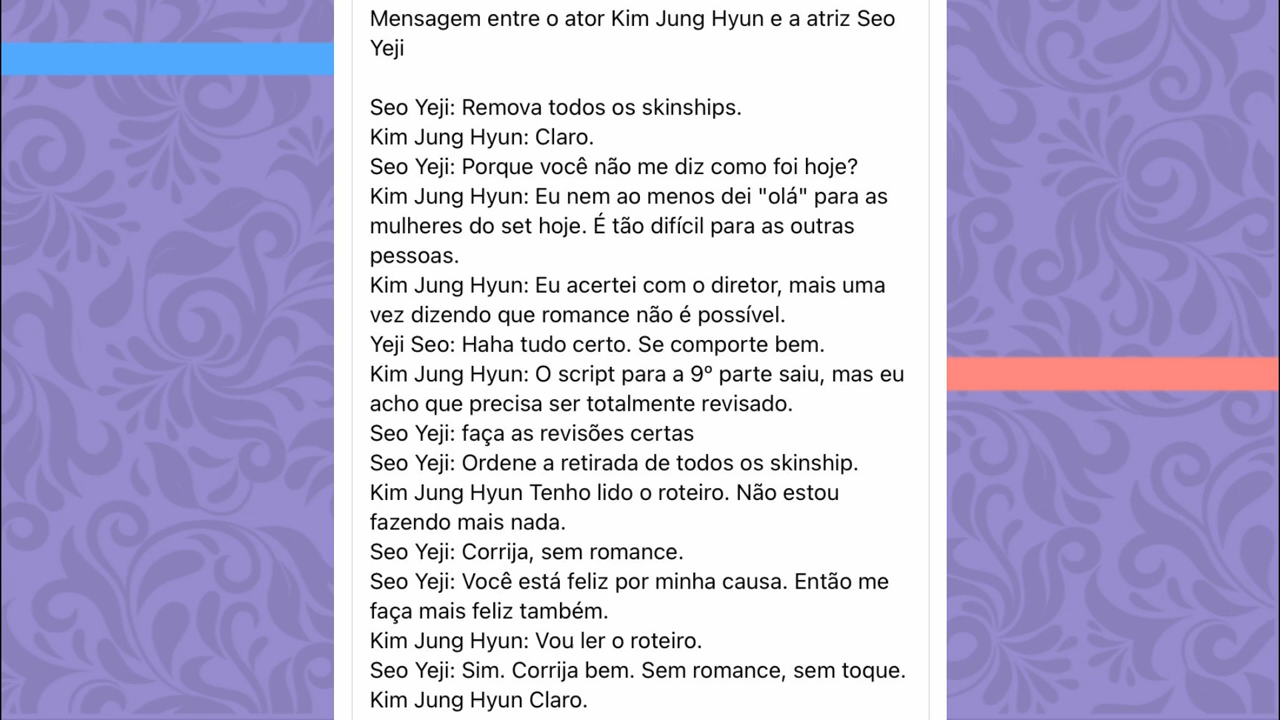 Mensagem entre o ator Kim Jung Hyun e a atriz Seo
Yeji
Seo Yeji: Remova todos os skinships.
Kim Jung Hyun: Claro.
Seo Yeji: Porque você não me diz como foi hoje?
Kim Jung Hyun: Eu nem ao menos dei "olá" para as
mulheres do set hoje. É tão difícil para as outras
pessoas.
Kim Jung Hyun: Eu acertei com o diretor, mais uma
vez dizendo que romance não é possível.
Yeji Seo: Haha tudo certo. Se comporte bem.
Kim Jung Hyun: O script para a 9º parte saiu, mas eu
acho que precisa ser totalmente revisado.
Seo Yeji: faça as revisões certas
Seo Yeji: Ordene a retirada de todos os skinship.
Kim Jung Hyun Tenho lido o roteiro. Não estou
fazendo mais nada.
Seo Yeji: Corrija, sem romance.
Seo Yeji: Você está feliz por minha causa. Então me
faça mais feliz também.
Kim Jung Hyun: Vou ler o roteiro.
Seo Yeji: Sim. Corrija bem. Sem romance, sem toque.
Kim Jung Hyun Claro.